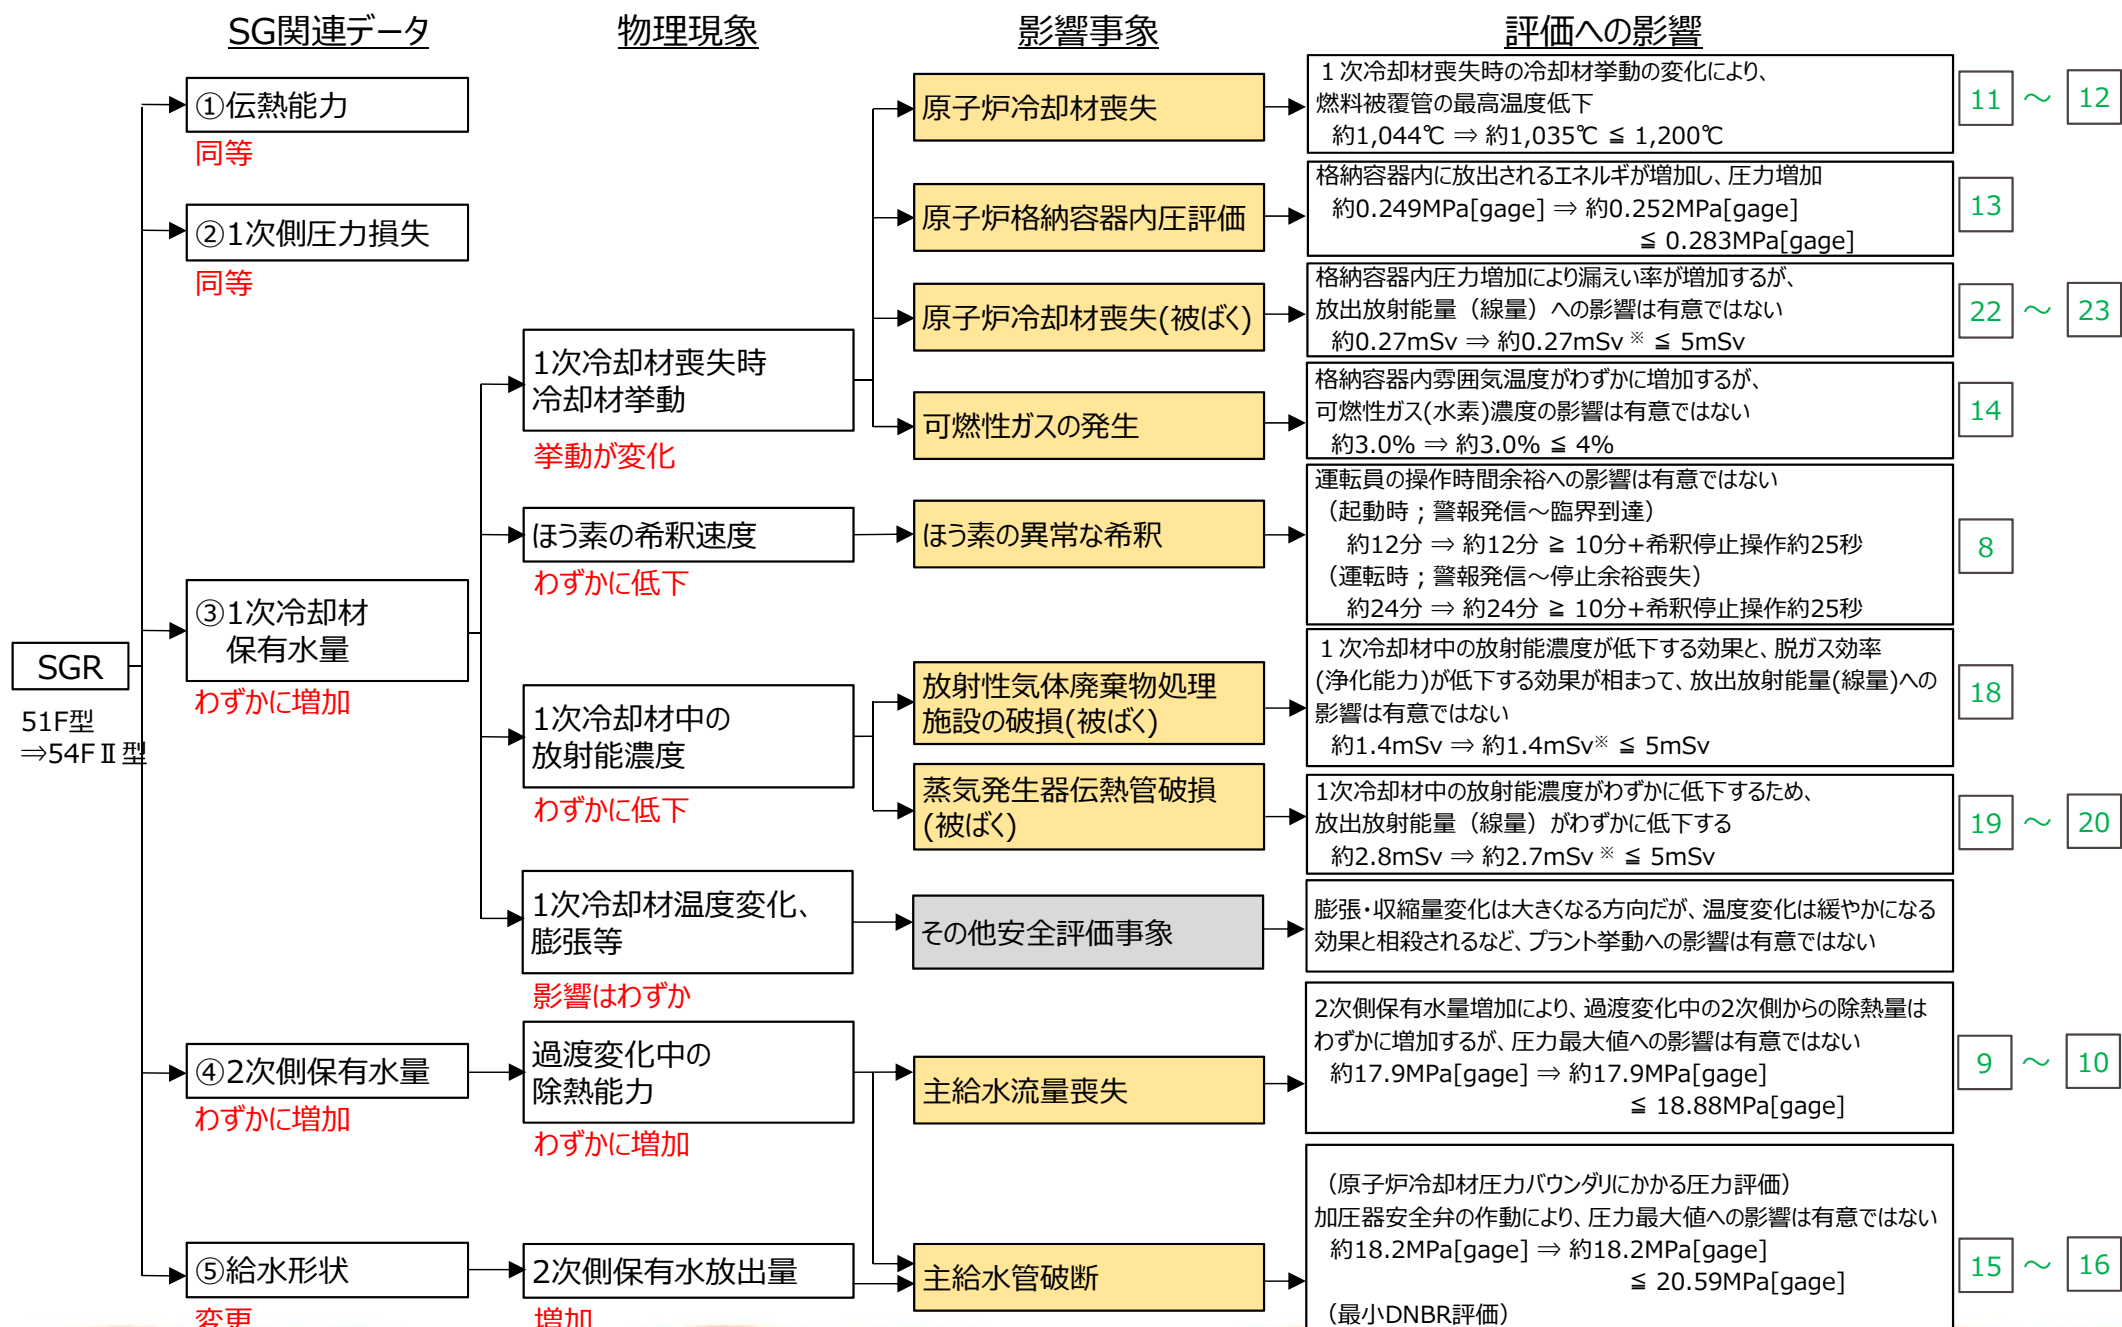 SG関連データ
物理現象
影響事象
評価への影響
SGR
51F型
⇒54FⅡ型
①伝熱能力
同等
②1次側圧力損失
同等
③1次冷却材
保有水量
わずかに増加
④2次側保有水量
わずかに増加
⑤給水形状
変更
1次冷却材喪失時
冷却材挙動
挙動が変化
ほう素の希釈速度
わずかに低下
1次冷却材中の
放射能濃度
わずかに低下
1次冷却材温度変化、
膨張等
影響はわずか
過渡変化中の
除熱能力
わずかに増加
2次側保有水放出量
増加
原子炉冷却材喪失
1次冷却材喪失時の冷却材挙動の変化により、
燃料被覆管の最高温度低下
約1,044℃ ⇒ 約1,035℃ ≦ 1,200℃
11 ～ 12
原子炉格納容器内圧評価
格納容器内に放出されるエネルギが増加し、圧力増加
約0.249MPa[gage] ⇒ 約0.252MPa[gage]
≦ 0.283MPa[gage]
13
原子炉冷却材喪失(被ばく)
格納容器内圧力増加により漏えい率が増加するが、
放出放射能量（線量）への影響は有意ではない
約0.27mSv ⇒ 約0.27mSv ※ ≦ 5mSv
22 ～ 23
可燃性ガスの発生
格納容器内雰囲気温度がわずかに増加するが、
可燃性ガス(水素)濃度の影響は有意ではない
約3.0% ⇒ 約3.0% ≦ 4%
14
ほう素の異常な希釈
運転員の操作時間余裕への影響は有意ではない
（起動時；警報発信～臨界到達）
約12分 ⇒ 約12分 ≧ 10分+希釈停止操作約25秒
（運転時；警報発信～停止余裕喪失）
約24分 ⇒ 約24分 ≧ 10分+希釈停止操作約25秒
8
放射性気体廃棄物処理
施設の破損(被ばく)
1次冷却材中の放射能濃度が低下する効果と、脱ガス効率
(浄化能力)が低下する効果が相まって、放出放射能量(線量)への
影響は有意ではない
約1.4mSv ⇒ 約1.4mSv※ ≦ 5mSv
18
蒸気発生器伝熱管破損
(被ばく)
1次冷却材中の放射能濃度がわずかに低下するため、
放出放射能量（線量）がわずかに低下する
約2.8mSv ⇒ 約2.7mSv ※ ≦ 5mSv
19 ～ 20
その他安全評価事象
膨張・収縮量変化は大きくなる方向だが、温度変化は緩やかになる
効果と相殺されるなど、プラント挙動への影響は有意ではない
主給水流量喪失
2次側保有水量増加により、過渡変化中の2次側からの除熱量は
わずかに増加するが、圧力最大値への影響は有意ではない
約17.9MPa[gage] ⇒ 約17.9MPa[gage]
≦ 18.88MPa[gage]
9 ～ 10
主給水管破断
（原子炉冷却材圧力バウンダリにかかる圧力評価）
加圧器安全弁の作動により、圧力最大値への影響は有意ではない
約18.2MPa[gage] ⇒ 約18.2MPa[gage]
≦ 20.59MPa[gage]
（最小DNBR評価）
15 ～ 16